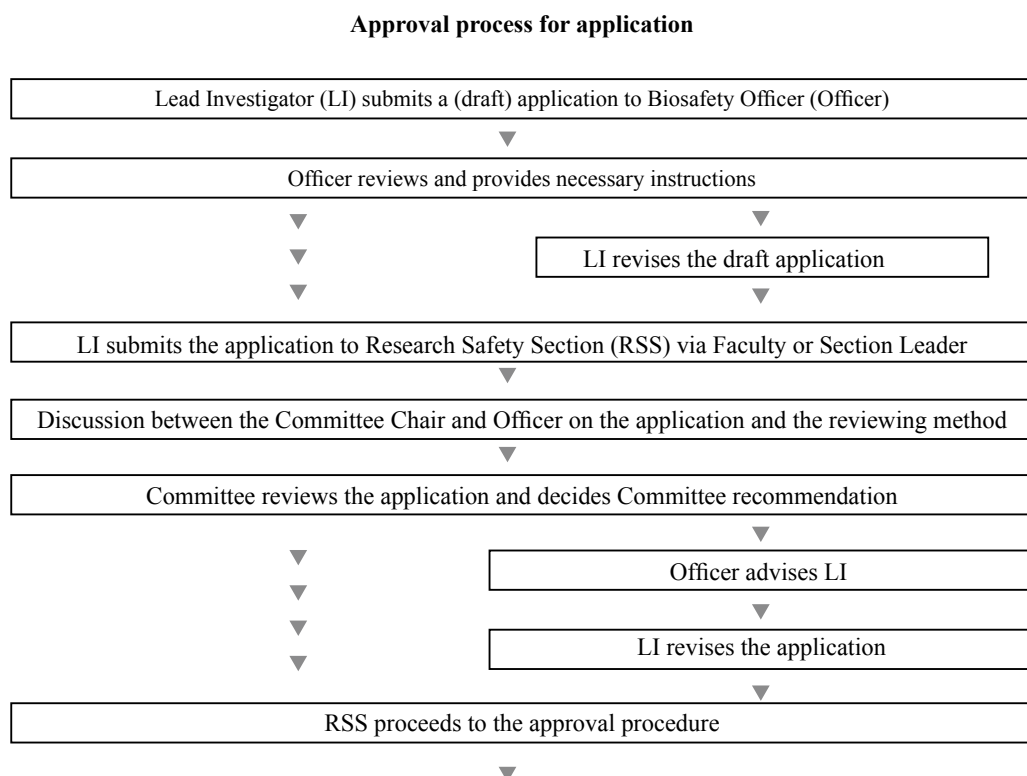 Approval process for application
Lead Investigator (LI) submits a (draft) application to Biosafety Officer (Officer)
Officer reviews and provides necessary instructions
LI revises the draft application
LI submits the application to Research Safety Section (RSS) via Faculty or Section Leader
Discussion between the Committee Chair and Officer on the application and the reviewing method
Committee reviews the application and decides Committee recommendation
Officer advises LI
LI revises the application
RSS proceeds to the approval procedure